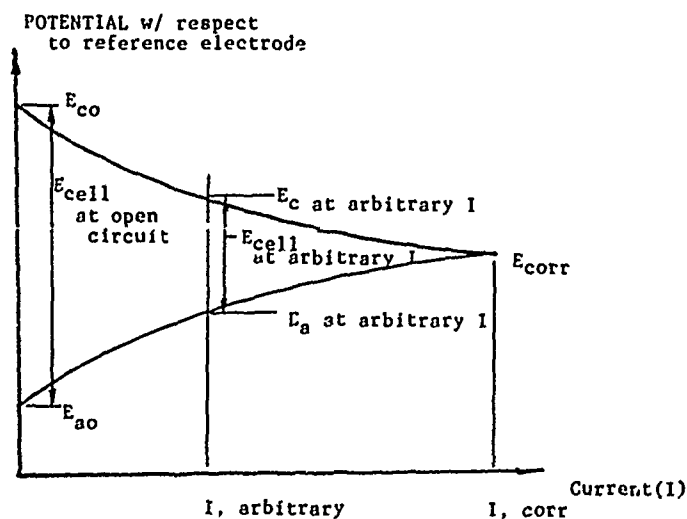 POTENTIAL w/ respect
to reference electrode
E_co
E_cell
at open
circuit
E_c at arbitrary I
E_cell
at arbitrary I
E_corr
E_a at arbitrary I
E_ao
Current(I)
I, arbitrary
I, corr